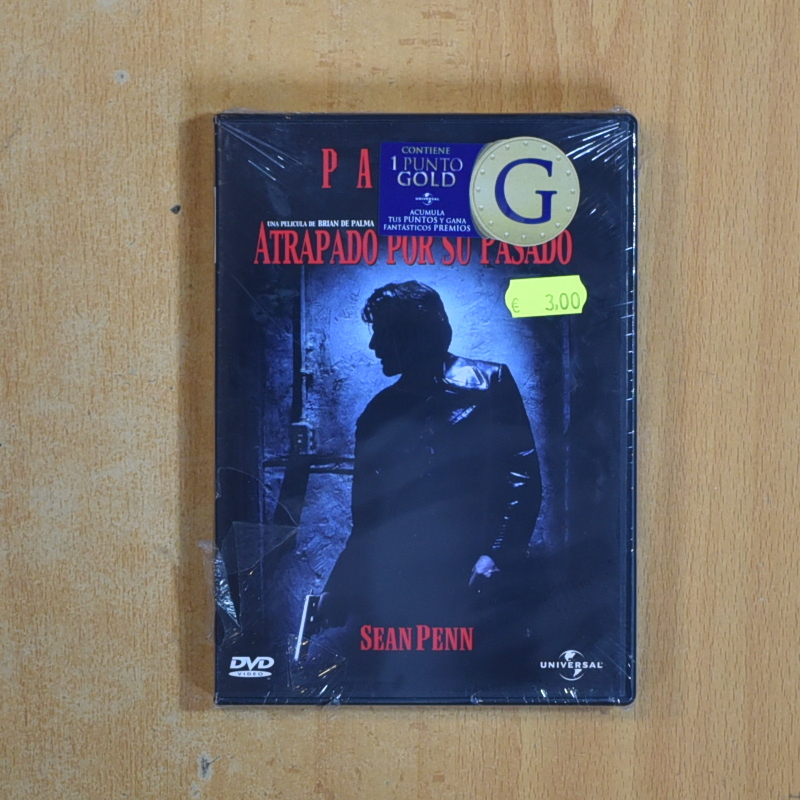 P A
CONTIENE
1 PUNTO
GOLD
UNIVERSAL
ACUMULA
TUS PUNTOS Y GANA
FANTÁSTICOS PREMIOS
G
UNA PELICULA DE BRIAN DE PALMA
ATRAPADO POR SU PASADO
€ 3,00
SEAN PENN
DVD
VIDEO
UNIVERSAL